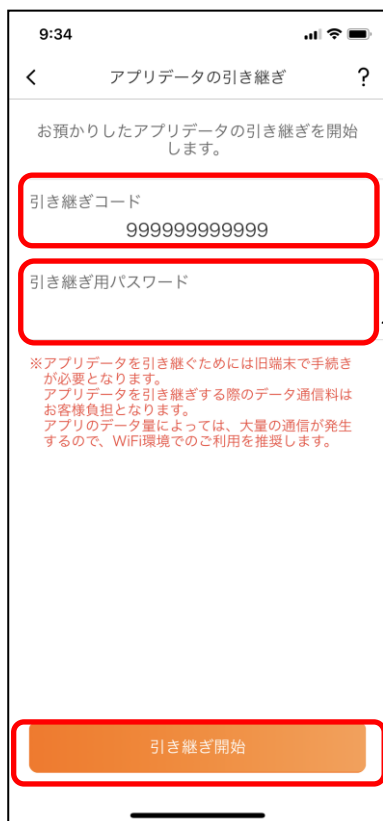 9:34
アプリデータの引き継ぎ ?
お預かりしたアプリデータの引き継ぎを開始
します。
引き継ぎコード
999999999999
引き継ぎ用パスワード
※アプリデータを引き継ぐためには旧端末で手続き
が必要となります。
アプリデータを引き継ぎする際のデータ通信料は
お客様負担となります。
アプリのデータ量によっては、大量の通信が発生
するので、WiFi環境でのご利用を推奨します。
引き継ぎ開始